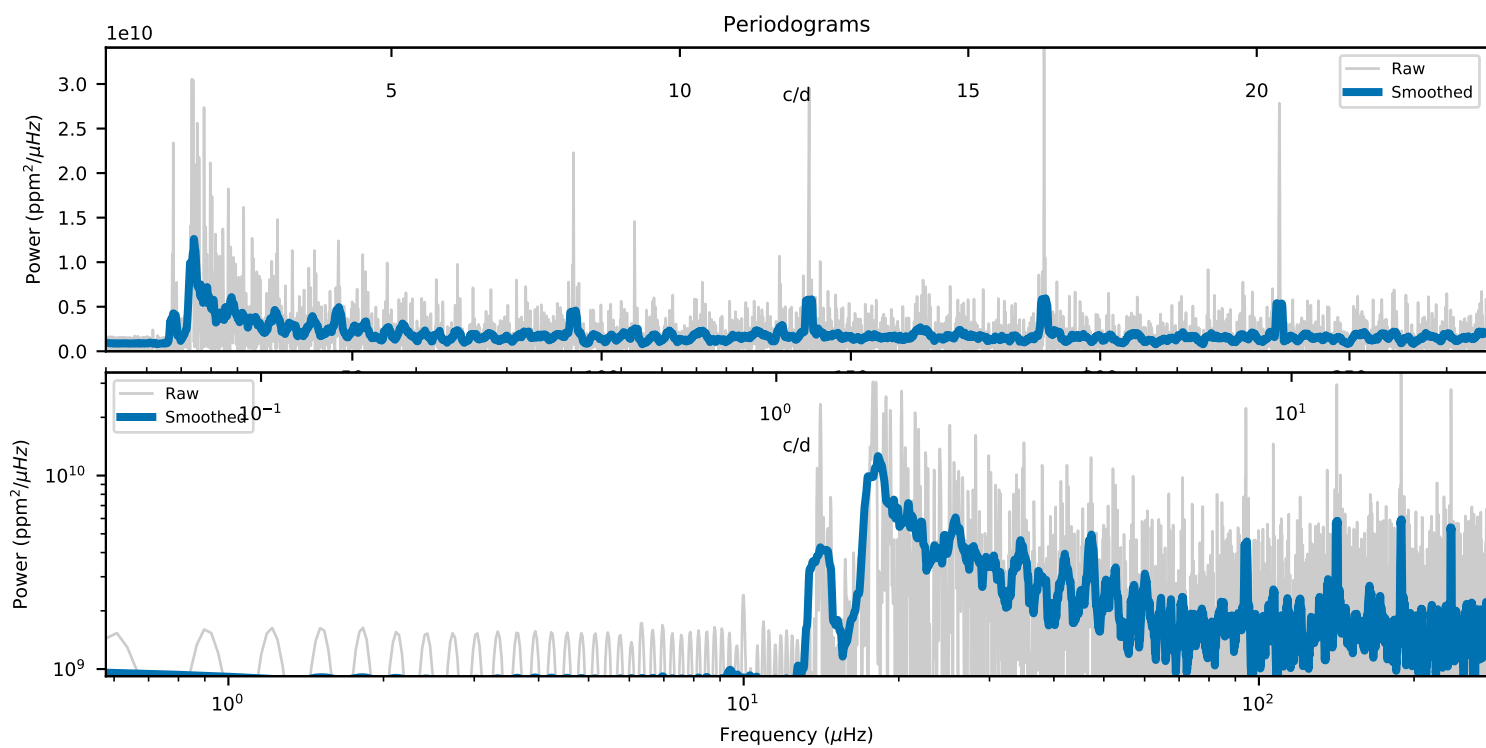 Periodograms
1e10
Raw
Smoothed
5
10
15
20
c/d
3.0
2.5
2.0
1.5
1.0
0.5
0.0
Power (ppm²/μHz)
Raw
Smoothed
10⁻¹
10⁰
10¹
c/d
10¹⁰
10⁹
Power (ppm²/μHz)
10⁰
10¹
10²
Frequency (μHz)